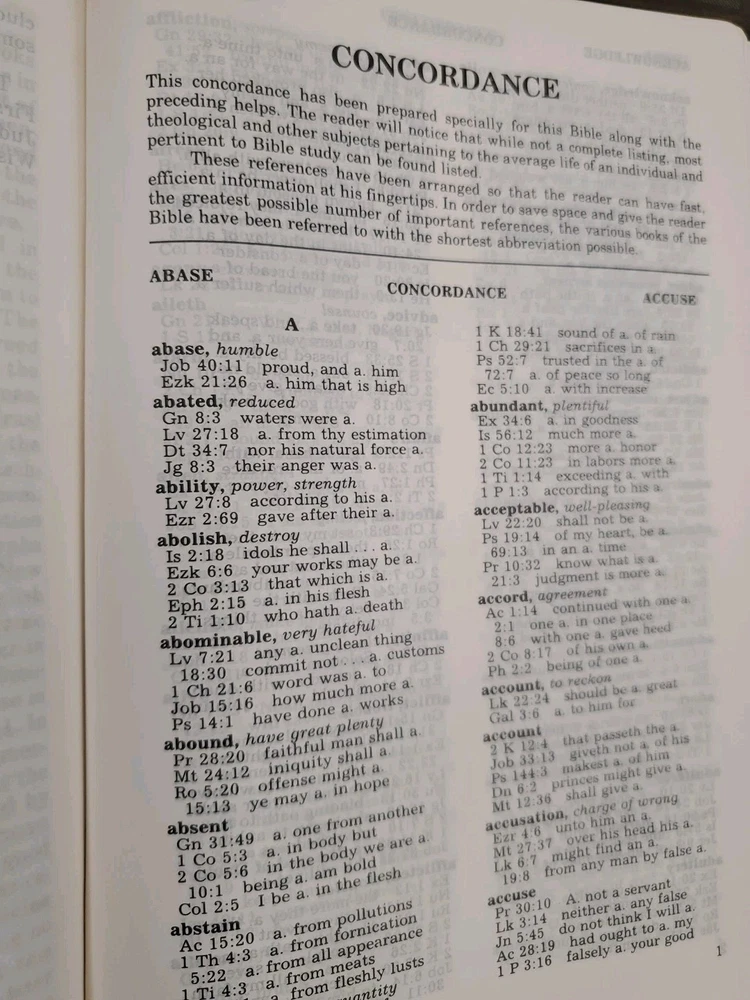 CONCORDANCE
This concordance has been prepared specially for this Bible along with the
preceding helps. The reader will notice that while not a complete listing, most
theological and other subjects pertaining to the average life of an individual and
pertinent to Bible study can be found listed.
These references have been arranged so that the reader can have fast,
efficient information at his fingertips. In order to save space and give the reader
the greatest possible number of important references, the various books of the
Bible have been referred to with the shortest abbreviation possible.
ABASE
CONCORDANCE
ACCUSE
A
abase, humble
Job 40:11 proud, and a. him
Ezk 21:26 a. him that is high
abated, reduced
Gn 8:3 waters were a.
Lv 27:18 a. from thy estimation
Dt 34:7 nor his natural force a.
Jg 8:3 their anger was a.
ability, power, strength
Lv 27:8 according to his a.
Ezr 2:69 gave after their a.
abolish, destroy
Is 2:18 idols he shall . . . a.
Ezk 6:6 your works may be a.
2 Co 3:13 that which is a.
Eph 2:15 a. in his flesh
2 Ti 1:10 who hath a. death
abominable, very hateful
Lv 7:21 any a. unclean thing
18:30 commit not . . . a. customs
1 Ch 21:6 word was a. to
Job 15:16 how much more a.
Ps 14:1 have done a. works
abound, have great plenty
Pr 28:20 faithful man shall a.
Mt 24:12 iniquity shall a.
Ro 5:20 offense might a.
15:13 ye may a. in hope
absent
Gn 31:49 a. one from another
1 Co 5:3 a. in body but
2 Co 5:6 in the body we are a.
10:1 being a. am bold
Col 2:5 I be a. in the flesh
abstain
Ac 15:20 a. from pollutions
1 Th 4:3 a. from fornication
5:22 a. from all appearance
1 Ti 4:3 a. from meats
a. from fleshly lusts
1 K 18:41 sound of a. of rain
1 Ch 29:21 sacrifices in a.
Ps 52:7 trusted in the a. of
72:7 a. of peace so long
Ec 5:10 a. with increase
abundant, plentiful
Ex 34:6 a. in goodness
Is 56:12 much more a.
1 Co 12:23 more a. honor
2 Co 11:23 in labors more a.
1 Ti 1:14 exceeding a. with
1 P 1:3 according to his a.
acceptable, well-pleasing
Lv 22:20 shall not be a.
Ps 19:14 of my heart, be a.
69:13 in an a. time
Pr 10:32 know what is a.
21:3 judgment is more a.
accord, agreement
Ac 1:14 continued with one a.
2:1 one a. in one place
8:6 with one a. gave heed
2 Co 8:17 of his own a.
Ph 2:2 being of one a.
account, to reckon
Lk 22:24 should be a. great
Gal 3:6 a. to him for
account
2 K 12:4 that passeth the a.
Job 33:13 giveth not a. of his
Ps 144:3 makest a. of him
Dn 6:2 princes might give a.
Mt 12:36 shall give a.
accusation, charge of wrong
Ezr 4:6 unto him an a.
Mt 27:37 over his head his a.
Lk 6:7 might find an a.
19:8 from any man by false a.
accuse
Pr 30:10 A. not a servant
Lk 3:14 neither a. any false
Jn 5:45 do not think I will a.
Ac 28:19 had ought to a. my
1 P 3:16 falsely a. your good
1